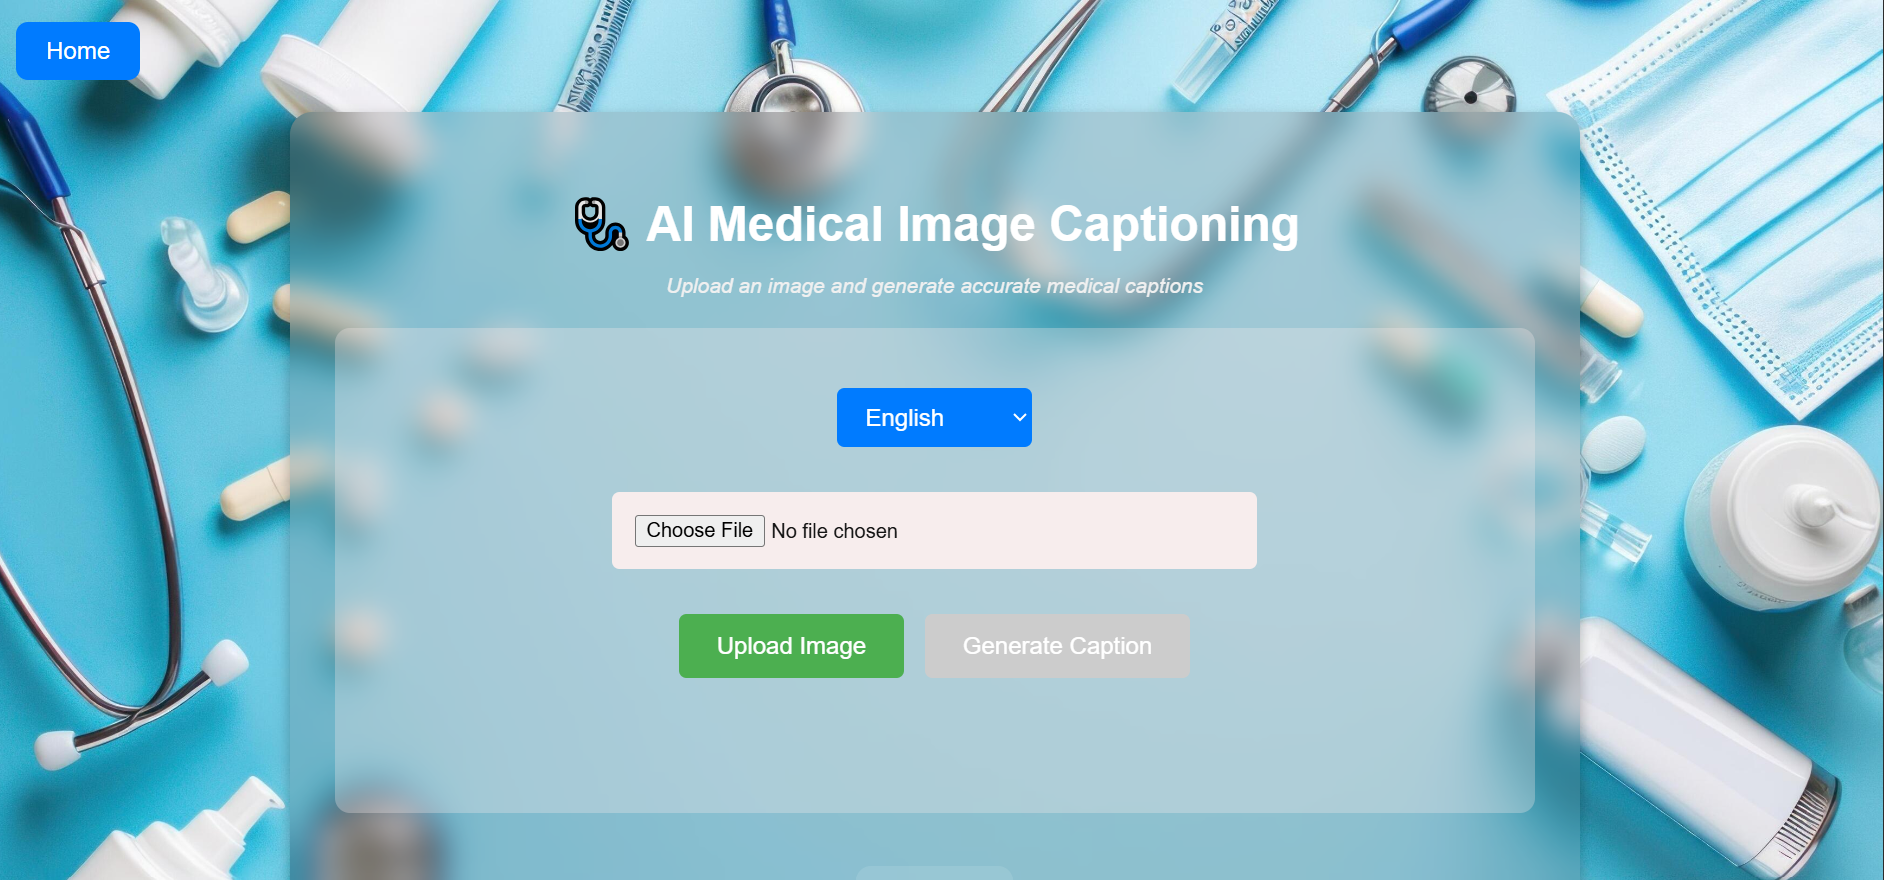 Home
AI Medical Image Captioning
Upload an image and generate accurate medical captions
English
Choose File No file chosen
Upload Image
Generate Caption